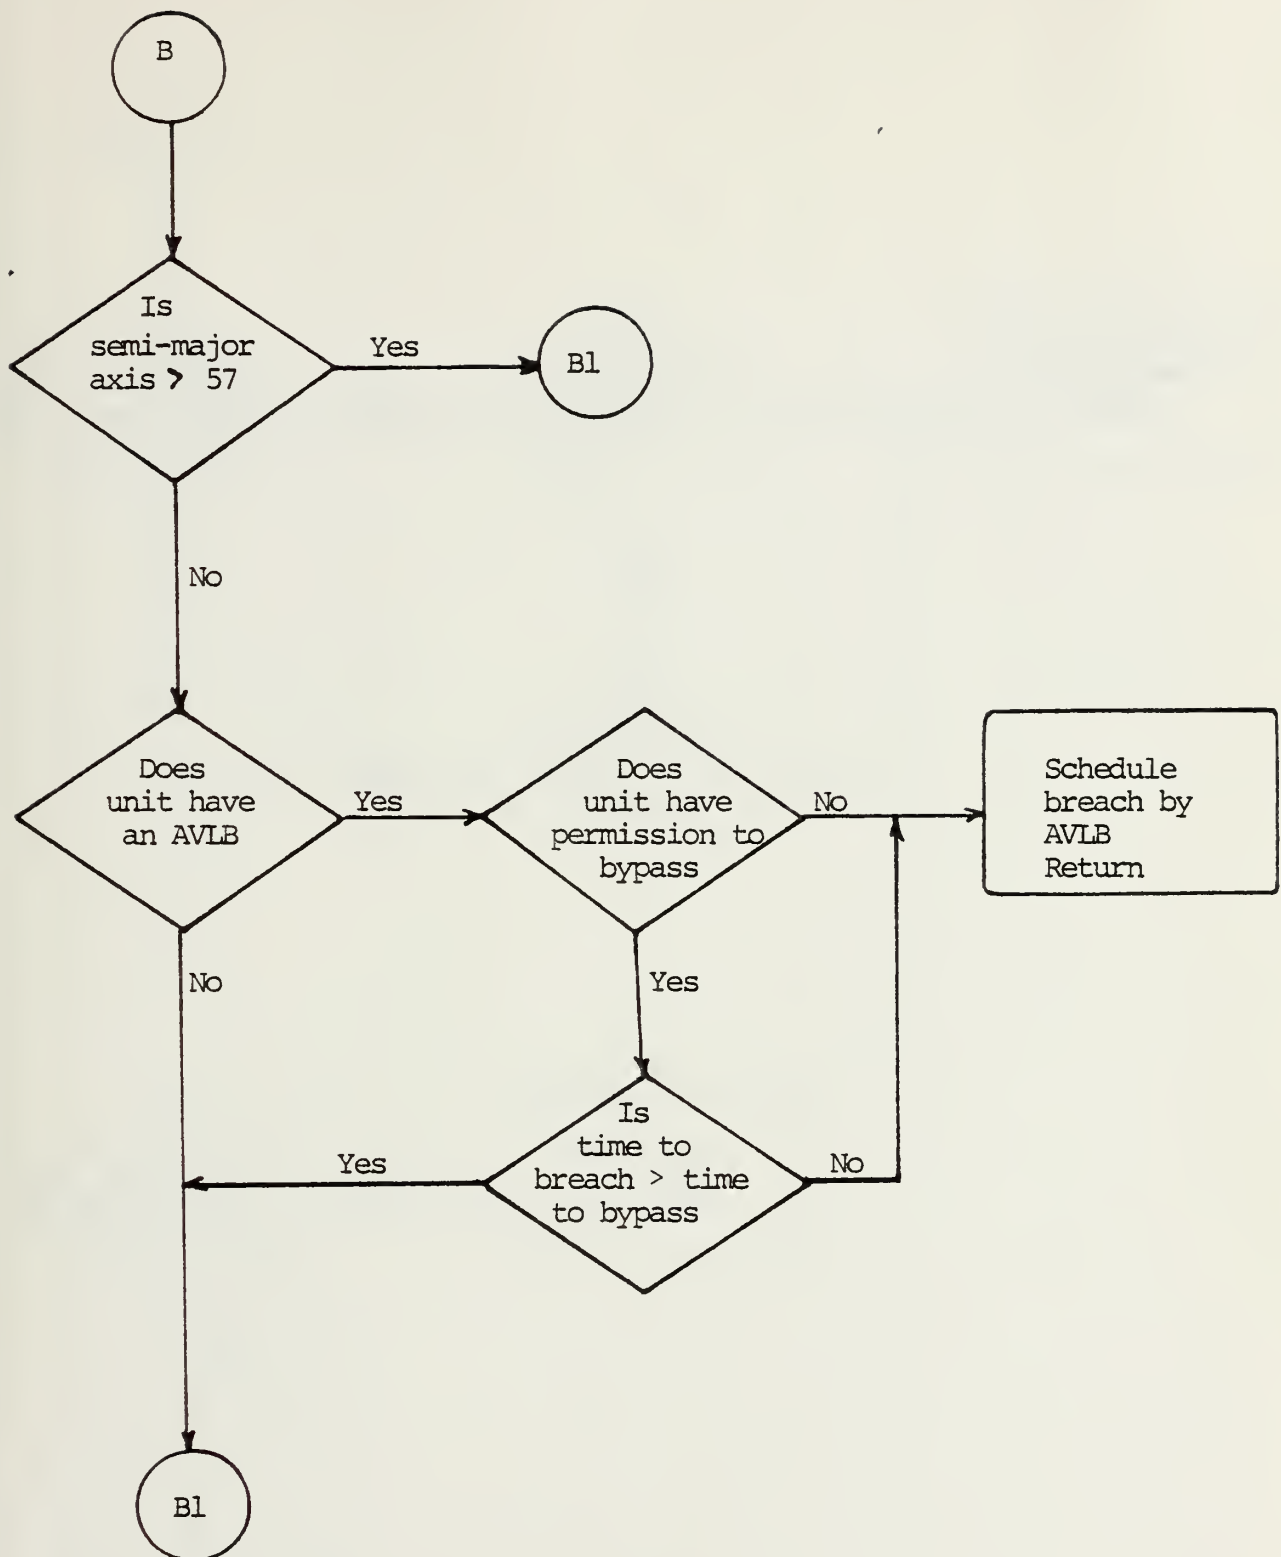 B
Is
semi-major
axis > 57
Yes
B1
No
Does
unit have
an AVLB
Yes
Does
unit have
permission to
bypass
No
Schedule
breach by
AVLB
Return
No
Yes
Is
time to
breach > time
to bypass
Yes
No
B1